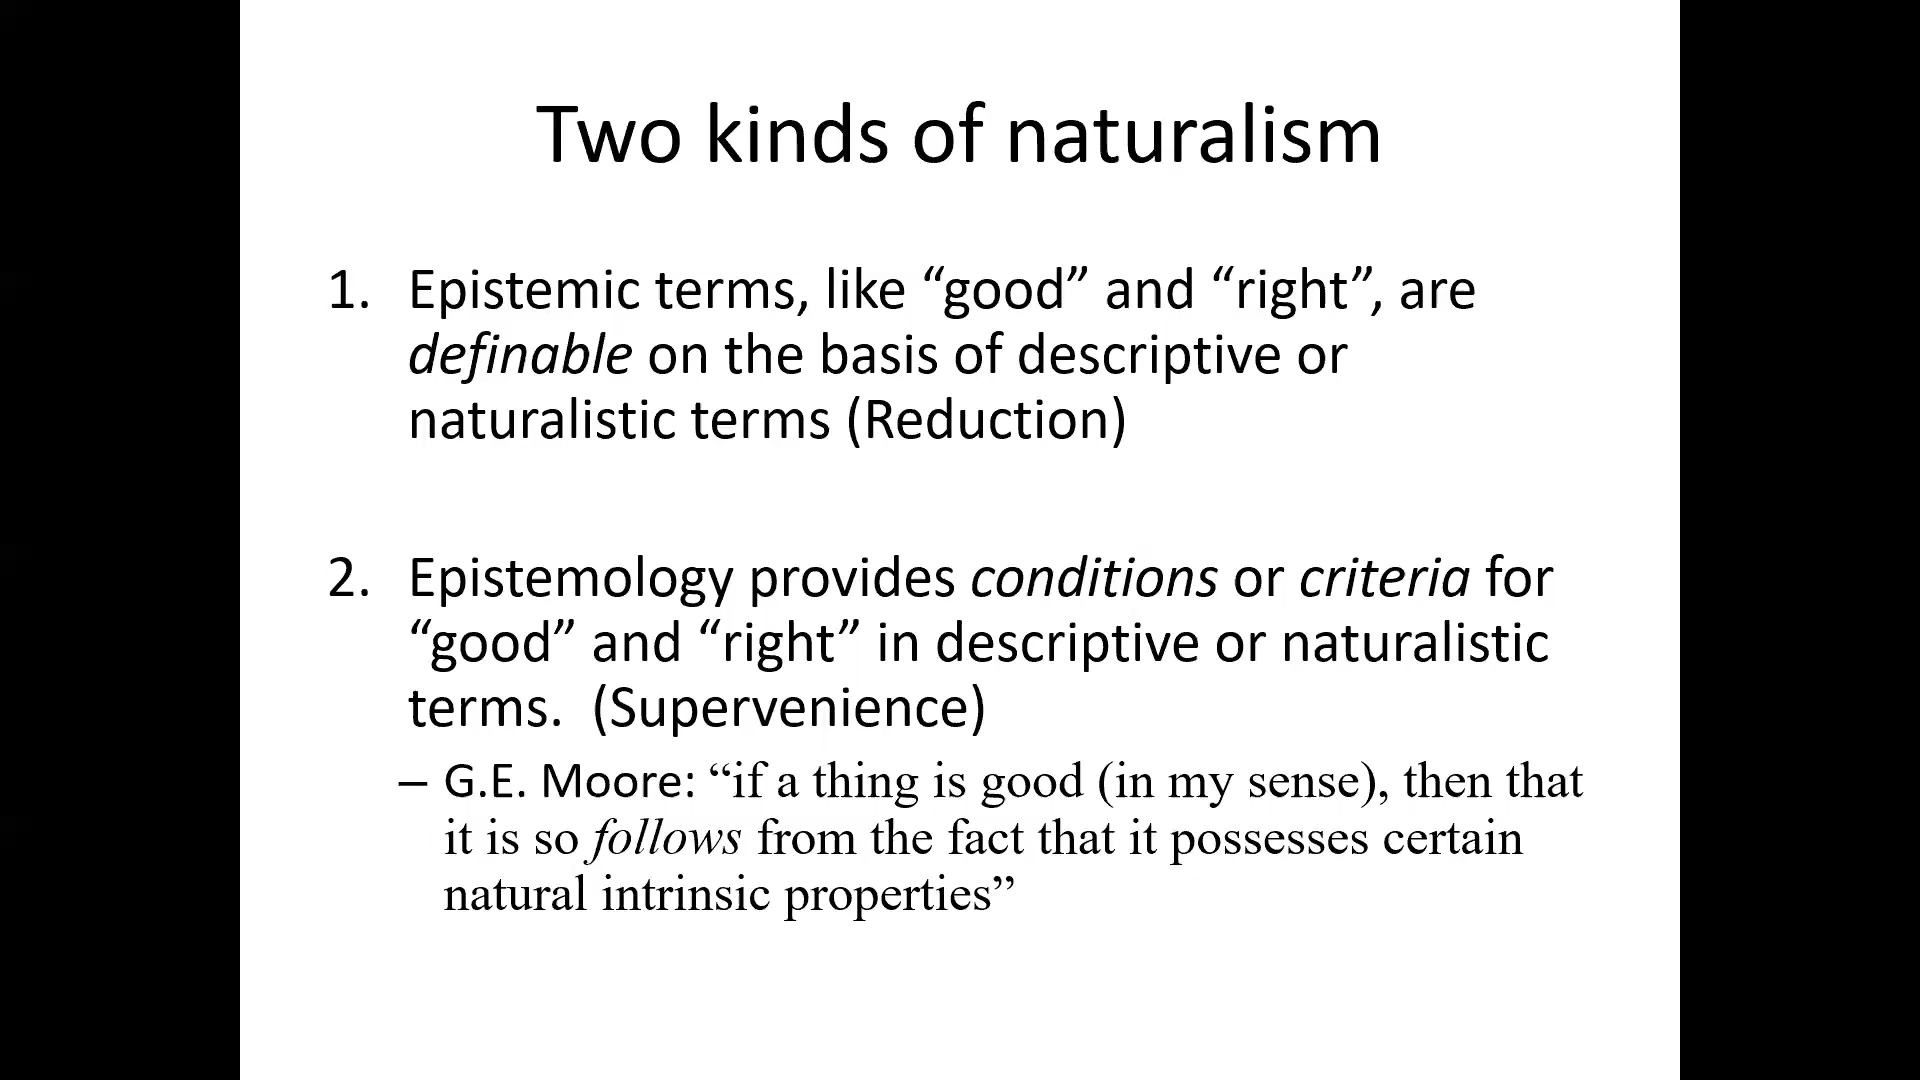 Two kinds of naturalism
1. Epistemic terms, like “good” and “right”, are
definable on the basis of descriptive or
naturalistic terms (Reduction)
2. Epistemology provides conditions or criteria for
“good” and “right” in descriptive or naturalistic
terms.  (Supervenience)
– G.E. Moore: “if a thing is good (in my sense), then that
it is so follows from the fact that it possesses certain
natural intrinsic properties”